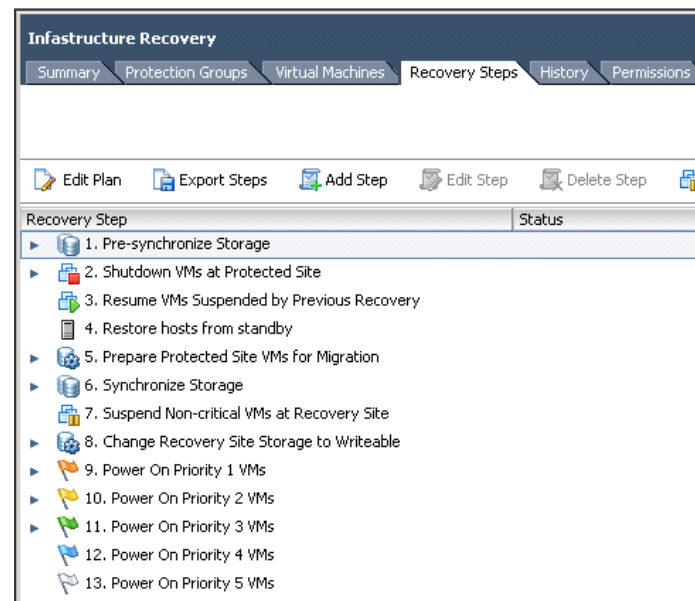 Infastructure Recovery
Summary Protection Groups Virtual Machines Recovery Steps History Permissions
Edit Plan Export Steps Add Step Edit Step Delete Step
Recovery Step Status
1. Pre-synchronize Storage
2. Shutdown VMs at Protected Site
3. Resume VMs Suspended by Previous Recovery
4. Restore hosts from standby
5. Prepare Protected Site VMs for Migration
6. Synchronize Storage
7. Suspend Non-critical VMs at Recovery Site
8. Change Recovery Site Storage to Writeable
9. Power On Priority 1 VMs
10. Power On Priority 2 VMs
11. Power On Priority 3 VMs
12. Power On Priority 4 VMs
13. Power On Priority 5 VMs